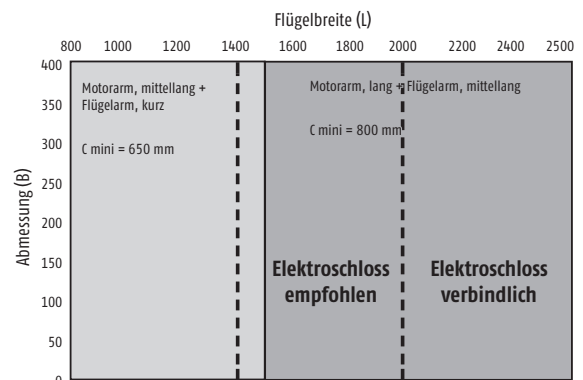 Flügelbreite (L)
800 1000 1200 1400 1600 1800 2000 2200 2400 2500
Abmessung (B)
400
350
300
250
200
150
100
50
0
Motorarm, mittellang +
Flügelarm, kurz
C mini = 650 mm
Motorarm, lang + Flügelarm, mittellang
C mini = 800 mm
Elektroschloss
empfohlen
Elektroschloss
verbindlich